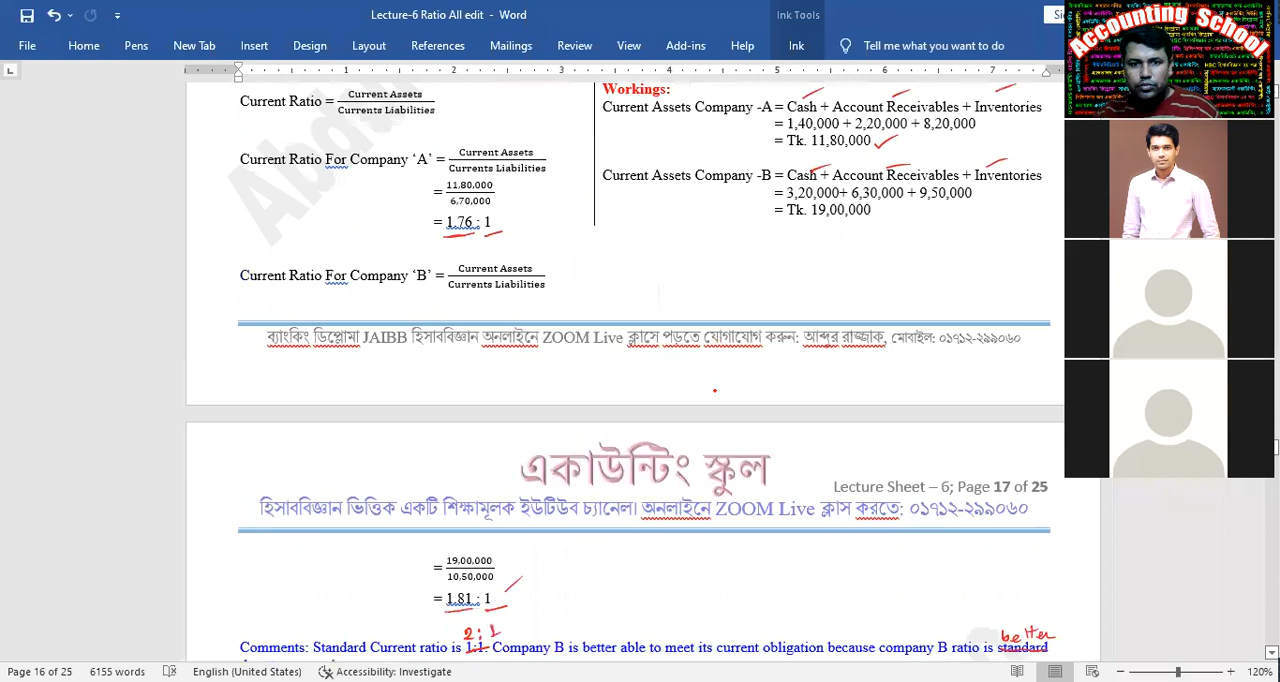 Lecture-6 Ratio All edit - Word
Ink Tools
File Home Pens New Tab Insert Design Layout References Mailings Review View Add-ins Help Ink Tell me what you want to do
Accounting School
1 2 3 4 5 6 7
Current Ratio = Current Assets
Current Liabilities
Current Ratio For Company ‘A’ = Current Assets
Currents Liabilities
= 11,80,000
6,70,000
= 1.76 : 1
Current Ratio For Company ‘B’ = Current Assets
Currents Liabilities
Workings:
Current Assets Company -A = Cash + Account Receivables + Inventories
= 1,40,000 + 2,20,000 + 8,20,000
= Tk. 11,80,000
Current Assets Company -B = Cash + Account Receivables + Inventories
= 3,20,000+ 6,30,000 + 9,50,000
= Tk. 19,00,000
ব্যাংকিং ডিপ্লোমা JAIBB হিসাববিজ্ঞান অনলাইনে ZOOM Live ক্লাসে পড়তে যোগাযোগ করুন: আব্দুর রাজ্জাক, মোবাইল: ০১৭১২-২৯৯০৬০
একাউন্টিং স্কুল
Lecture Sheet – 6; Page 17 of 25
হিসাববিজ্ঞান ভিত্তিক একটি শিক্ষামূলক ইউটিউব চ্যানেল। অনলাইনে ZOOM Live ক্লাস করতে: ০১৭১২-২৯৯০৬০
= 19,00,000
10,50,000
= 1.81 : 1
2:1
better
Comments: Standard Current ratio is 1:1. Company B is better able to meet its current obligation because company B ratio is standard
Page 16 of 25 6155 words English (United States) Accessibility: Investigate 120%